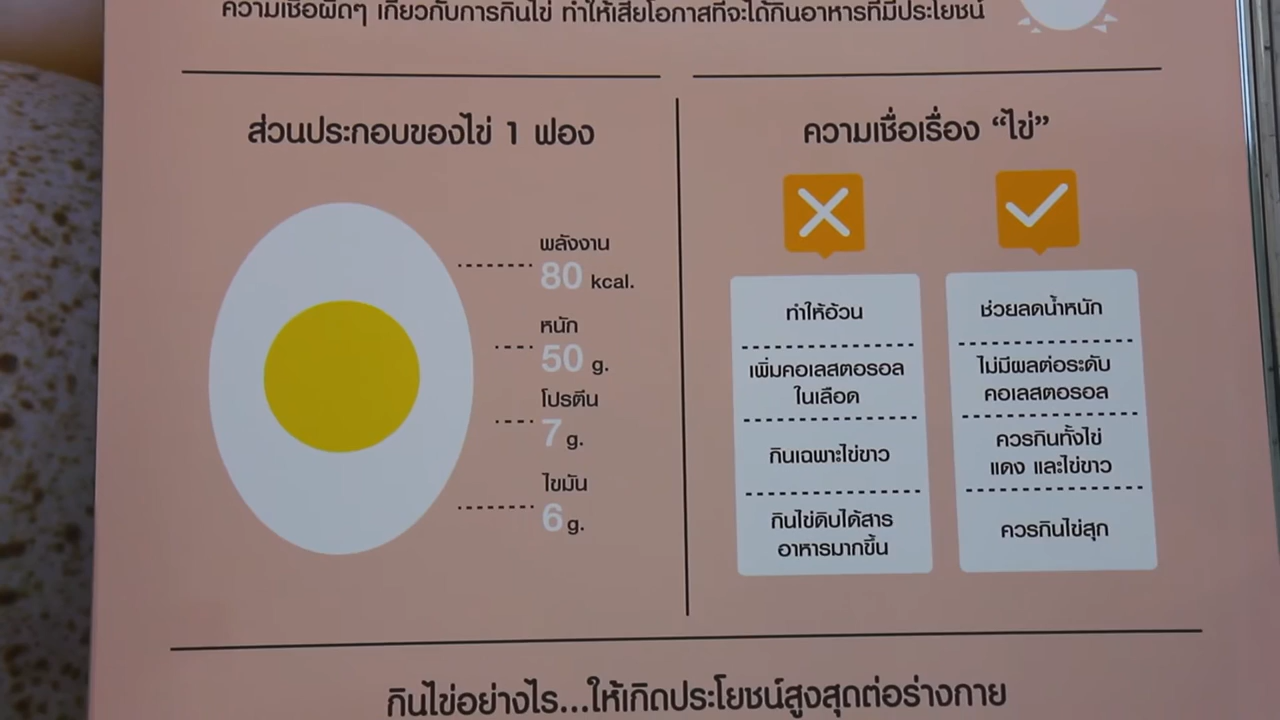 ความเชื่อผิดๆ เกี่ยวกับการกินไข่ ทำให้เสียโอกาสที่จะได้กินอาหารที่มีประโยชน์
ส่วนประกอบของไข่ 1 ฟอง
พลังงาน
80 kcal.
หนัก
50 g.
โปรตีน
7 g.
ไขมัน
6 g.
ความเชื่อเรื่อง “ไข่”
ทำให้อ้วน
เพิ่มคอเลสตอรอล
ในเลือด
กินเฉพาะไข่ขาว
กินไข่ดิบได้สาร
อาหารมากขึ้น
ช่วยลดน้ำหนัก
ไม่มีผลต่อระดับ
คอเลสตอรอล
ควรกินทั้งไข่
แดง และไข่ขาว
ควรกินไข่สุก
กินไข่อย่างไร...ให้เกิดประโยชน์สูงสุดต่อร่างกาย